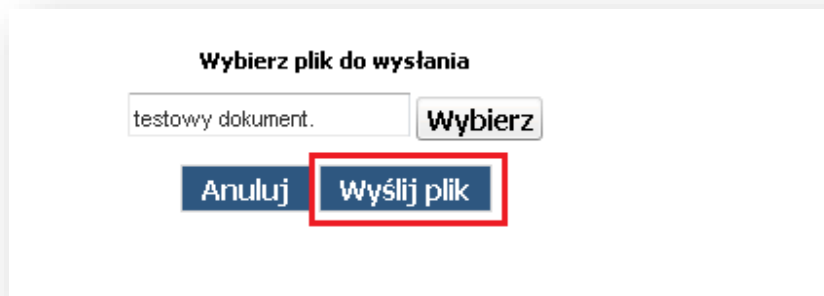 Wybierz plik do wysłania
testowy dokument. Wybierz
Anuluj Wyślij plik